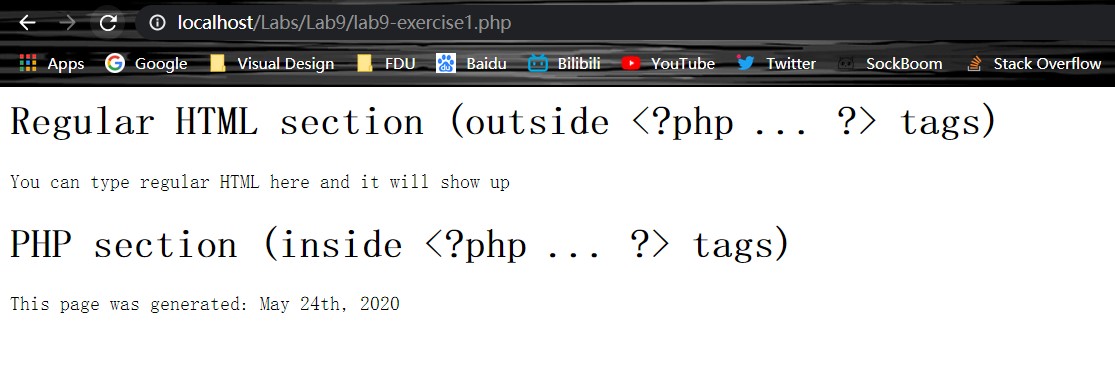 localhost/Labs/Lab9/lab9-exercise1.php
Apps Google Visual Design FDU Baidu Bilibili YouTube Twitter SockBoom Stack Overflow
Regular HTML section (outside <?php ... ?> tags)
You can type regular HTML here and it will show up
PHP section (inside <?php ... ?> tags)
This page was generated: May 24th, 2020